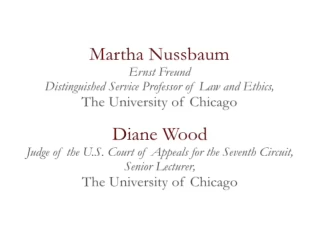 Martha Nussbaum
Ernst Freund
Distinguished Service Professor of Law and Ethics,
The University of Chicago
Diane Wood
Judge of the U.S. Court of Appeals for the Seventh Circuit,
Senior Lecturer,
The University of Chicago